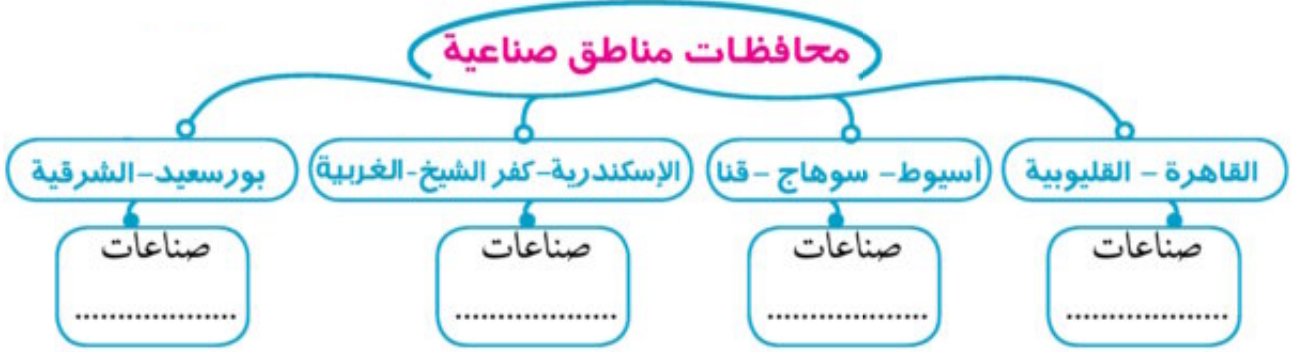 محافظات مناطق صناعية
القاهرة – القليوبية
أسيوط– سوهاج –قنا
الإسكندرية–كفر الشيخ-الغربية
بورسعيد–الشرقية
صناعات
...................
صناعات
...................
صناعات
...................
صناعات
...................